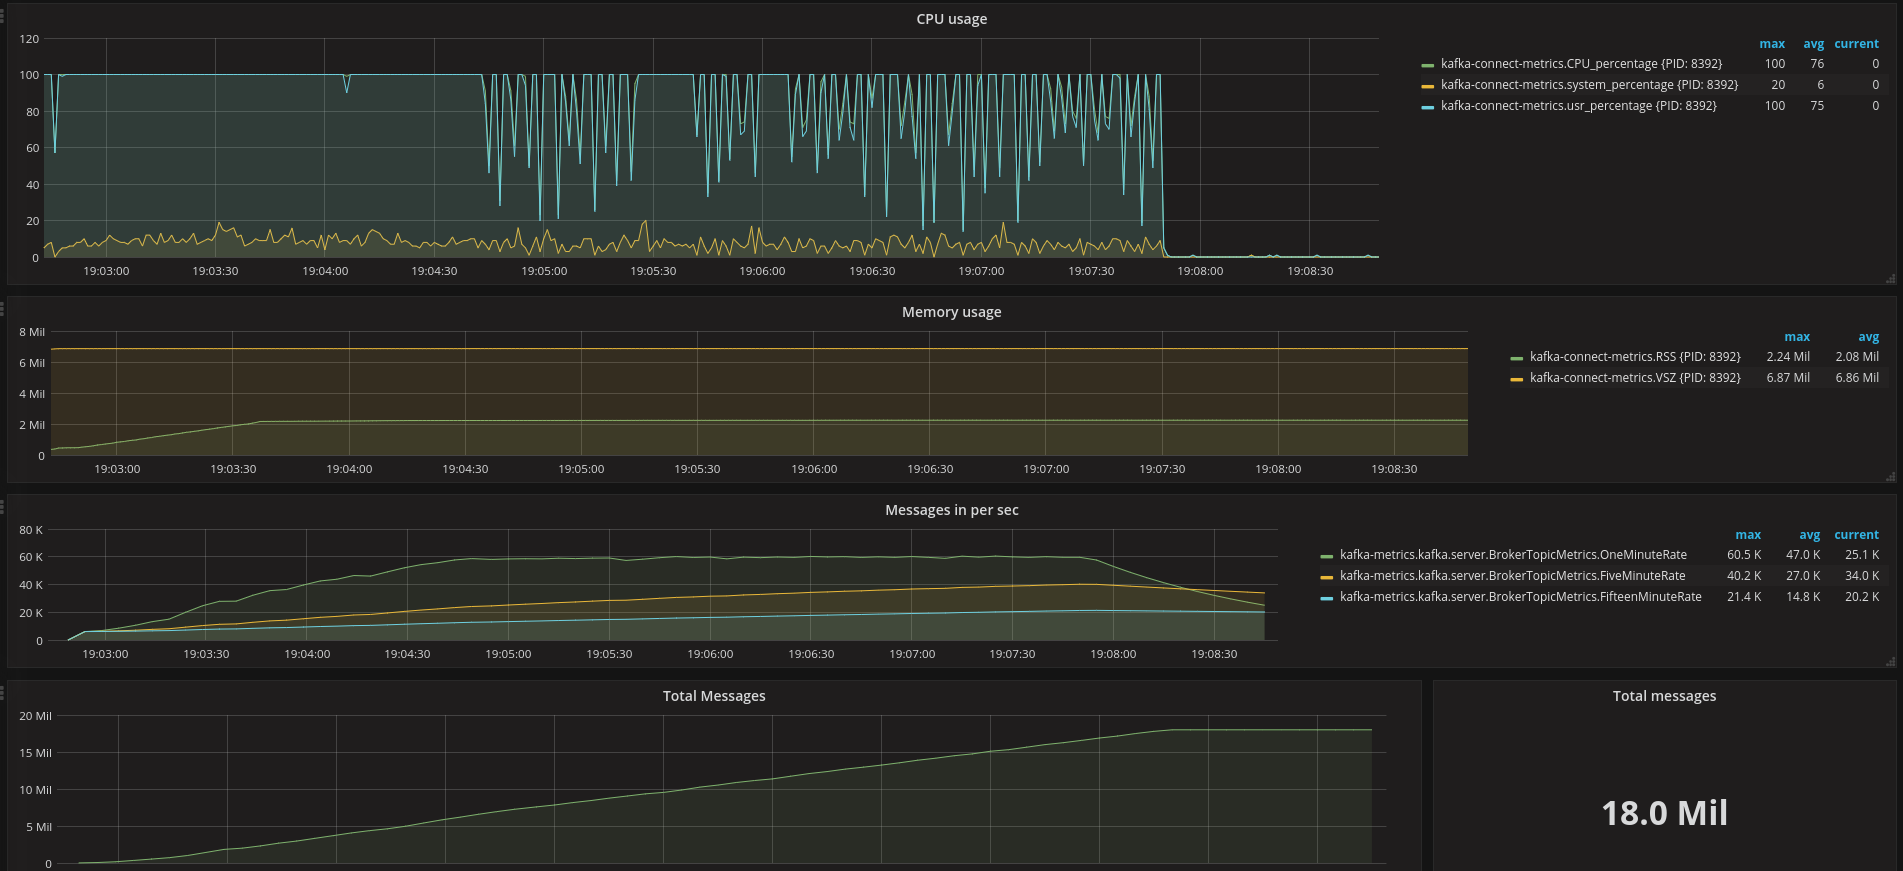 CPU usage
120
100
80
60
40
20
0
19:03:00 19:03:30 19:04:00 19:04:30 19:05:00 19:05:30 19:06:00 19:06:30 19:07:00 19:07:30 19:08:00 19:08:30
max avg current
kafka-connect-metrics.CPU_percentage {PID: 8392} 100 76 0
kafka-connect-metrics.system_percentage {PID: 8392} 20 6 0
kafka-connect-metrics.usr_percentage {PID: 8392} 100 75 0
Memory usage
8 Mil
6 Mil
4 Mil
2 Mil
0
19:03:00 19:03:30 19:04:00 19:04:30 19:05:00 19:05:30 19:06:00 19:06:30 19:07:00 19:07:30 19:08:00 19:08:30
max avg
kafka-connect-metrics.RSS {PID: 8392} 2.24 Mil 2.08 Mil
kafka-connect-metrics.VSZ {PID: 8392} 6.87 Mil 6.86 Mil
Messages in per sec
80 K
60 K
40 K
20 K
0
19:03:00 19:03:30 19:04:00 19:04:30 19:05:00 19:05:30 19:06:00 19:06:30 19:07:00 19:07:30 19:08:00 19:08:30
max avg current
kafka-metrics.kafka.server.BrokerTopicMetrics.OneMinuteRate 60.5 K 47.0 K 25.1 K
kafka-metrics.kafka.server.BrokerTopicMetrics.FiveMinuteRate 40.2 K 27.0 K 34.0 K
kafka-metrics.kafka.server.BrokerTopicMetrics.FifteenMinuteRate 21.4 K 14.8 K 20.2 K
Total Messages
20 Mil
15 Mil
10 Mil
5 Mil
0
Total messages
18.0 Mil